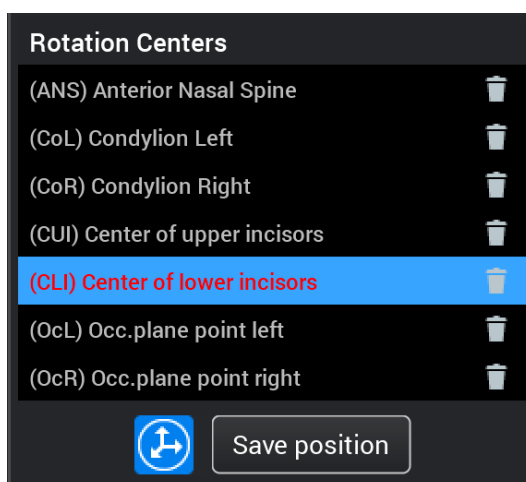 Rotation Centers
(ANS) Anterior Nasal Spine
(CoL) Condylion Left
(CoR) Condylion Right
(CUI) Center of upper incisors
(CLI) Center of lower incisors
(OcL) Occ.plane point left
(OcR) Occ.plane point right
Save position